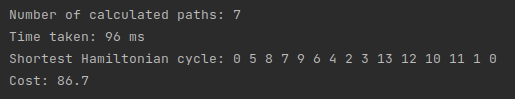 Number of calculated paths: 7
Time taken: 96 ms
Shortest Hamiltonian cycle: 0 5 8 7 9 6 4 2 3 13 12 10 11 1 0
Cost: 86.7